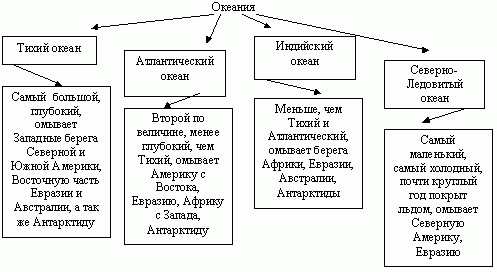 Океания
Тихий океан
Самый большой,
глубокий,
омывает
Западные берега
Северной и
Южной Америки,
Восточную часть
Евразии и
Австралии, а так
же Антарктиду
Атлантический
океан
Второй по
величине, менее
глубокий, чем
Тихий, омывает
Америку с
Востока,
Евразию, Африку
с Запада,
Антарктиду
Индийский
океан
Меньше, чем
Тихий и
Атлантический,
омывает берега
Африки, Евразии,
Австралии,
Антарктиды
Северно-
Ледовитый
океан
Самый
маленький,
самый холодный,
почти круглый
год покрыт
льдом, омывает
Северную
Америку,
Евразию